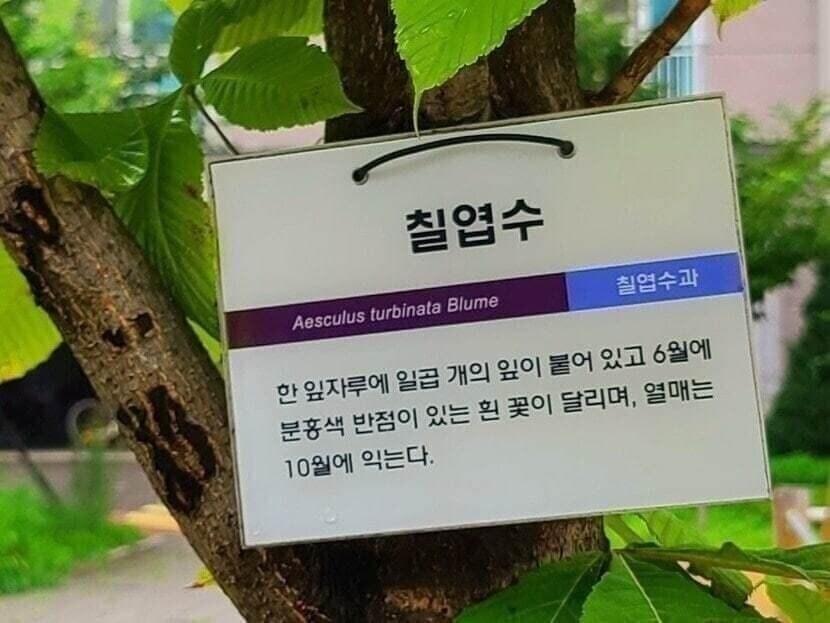 칠엽수
Aesculus turbinata Blume 칠엽수과
한 잎자루에 일곱 개의 잎이 붙어 있고 6월에
분홍색 반점이 있는 흰 꽃이 달리며, 열매는
10월에 익는다.